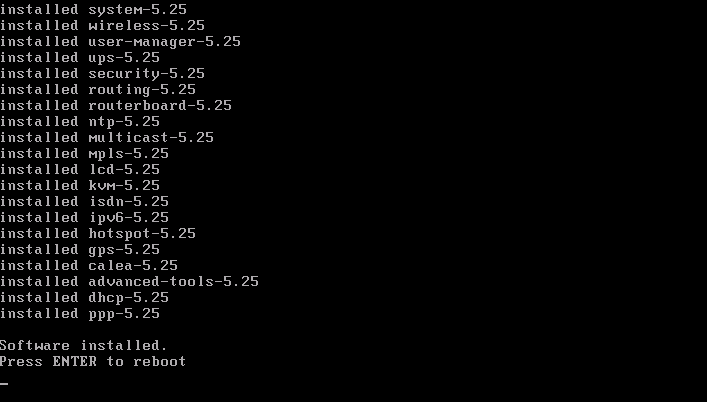 installed system-5.25
installed wireless-5.25
installed user-manager-5.25
installed ups-5.25
installed security-5.25
installed routing-5.25
installed routerboard-5.25
installed ntp-5.25
installed multicast-5.25
installed mpls-5.25
installed lcd-5.25
installed kvm-5.25
installed isdn-5.25
installed ipv6-5.25
installed hotspot-5.25
installed gps-5.25
installed calea-5.25
installed advanced-tools-5.25
installed dhcp-5.25
installed ppp-5.25
Software installed.
Press ENTER to reboot